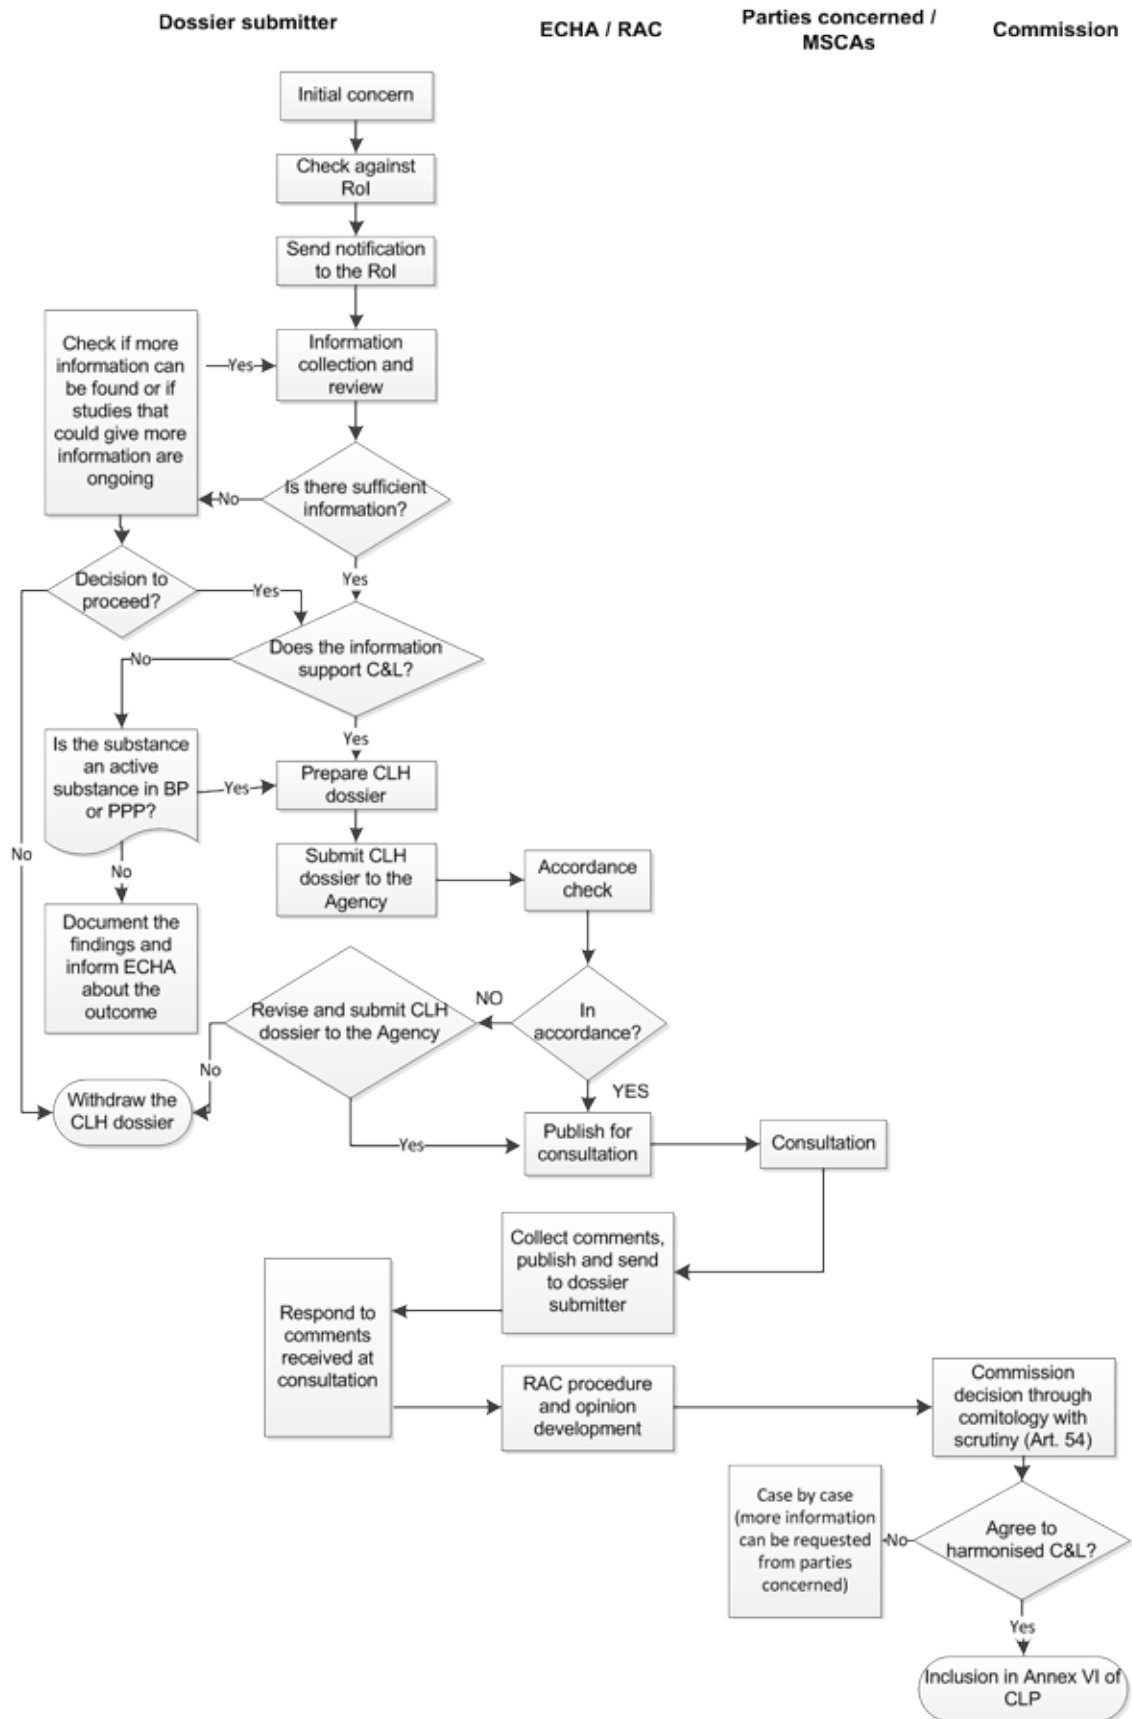 Dossier submitter
ECHA / RAC
Parties concerned /
MSCAs
Commission
Initial concern
Check against
RoI
Send notification
to the RoI
Check if more
information can
be found or if
studies that
could give more
information are
ongoing
Yes
Information
collection and
review
No
Is there sufficient
information?
Yes
Decision to
proceed?
Yes
No
Does the information
support C&L?
No
Yes
Is the substance
an active
substance in BP
or PPP?
Yes
Prepare CLH
dossier
No
Submit CLH
dossier to the
Agency
Accordance
check
Document the
findings and
inform ECHA
about the
outcome
Revise and submit CLH
dossier to the Agency
NO
In
accordance?
No
YES
Withdraw the
CLH dossier
Yes
Publish for
consultation
Consultation
Collect comments,
publish and send
to dossier
submitter
Respond to
comments
received at
consultation
RAC procedure
and opinion
development
Commission
decision through
comitology with
scrutiny (Art. 54)
Case by case
(more information
can be requested
from parties
concerned)
No
Agree to
harmonised C&L?
Yes
Inclusion in Annex VI of
CLP